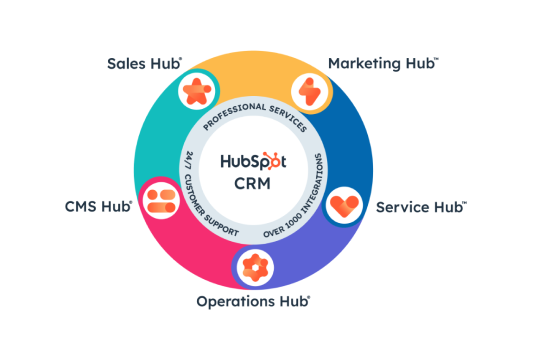 Sales Hub®
Marketing Hub™
PROFESSIONAL SERVICES
24/7 CUSTOMER SUPPORT
OVER 1000 INTEGRATIONS
HubSpot
CRM
CMS Hub®
Service Hub™
Operations Hub®